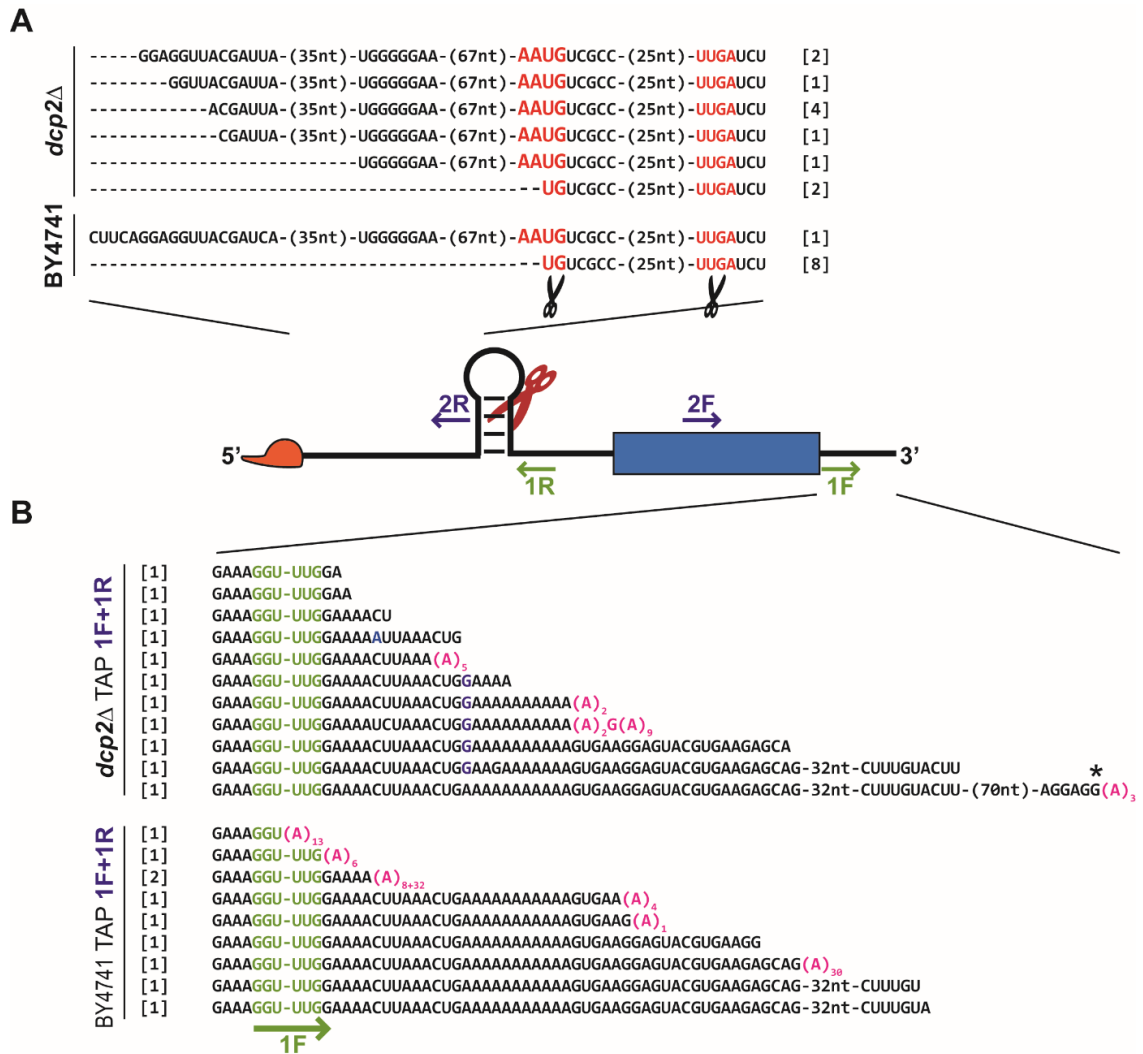 A
dcp2Δ
-----GGAGGUUACGAUUA-(35nt)-UGGGGGAA-(67nt)-AAUGUCGCC-(25nt)-UUGAUCU [2]
--------GGUUACGAUUA-(35nt)-UGGGGGAA-(67nt)-AAUGUCGCC-(25nt)-UUGAUCU [1]
------------ACGAUUA-(35nt)-UGGGGGAA-(67nt)-AAUGUCGCC-(25nt)-UUGAUCU [4]
-------------CGAUUA-(35nt)-UGGGGGAA-(67nt)-AAUGUCGCC-(25nt)-UUGAUCU [1]
---------------------------UGGGGGAA-(67nt)-AAUGUCGCC-(25nt)-UUGAUCU [1]
---------------------------------------------UGUCGCC-(25nt)-UUGAUCU [2]
BY4741
CUUCAGGAGGUUACGAUCA-(35nt)-UGGGGGAA-(67nt)-AAUGUCGCC-(25nt)-UUGAUCU [1]
---------------------------------------------UGUCGCC-(25nt)-UUGAUCU [8]
2R 2F
5’ 3’
1R 1F
B
dcp2Δ TAP 1F+1R
[1] GAAAGGU-UUGGA
[1] GAAAGGU-UUGGAA
[1] GAAAGGU-UUGGAAAACU
[1] GAAAGGU-UUGGAAAAAUUAAACUG
[1] GAAAGGU-UUGGAAAACUUAAA(A)5
[1] GAAAGGU-UUGGAAAACUUAAACUGGAAAA
[1] GAAAGGU-UUGGAAAACUUAAACUGGAAAAAAAAAA(A)2
[1] GAAAGGU-UUGGAAAAUCUAAACUGGAAAAAAAAAA(A)2G(A)9
[1] GAAAGGU-UUGGAAAACUUAAACUGGAAAAAAAAAAGUGAAGGAGUACGUGAAGAGCA
[1] GAAAGGU-UUGGAAAACUUAAACUGGAAGAAAAAAAGUGAAGGAGUACGUGAAGAGCAG-32nt-CUUUGUACUU
*
[1] GAAAGGU-UUGGAAAACUUAAACUGAAAAAAAAAAAGUGAAGGAGUACGUGAAGAGCAG-32nt-CUUUGUACUU-(70nt)-AGGAGG(A)3
BY4741 TAP 1F+1R
[1] GAAAGGU(A)13
[1] GAAAGGU-UUG(A)6
[2] GAAAGGU-UUGGAAAA(A)8+32
[1] GAAAGGU-UUGGAAAACUUAAACUGAAAAAAAAAAAGUGAA(A)4
[1] GAAAGGU-UUGGAAAACUUAAACUGAAAAAAAAAAAGUGAAG(A)1
[1] GAAAGGU-UUGGAAAACUUAAACUGAAAAAAAAAAAGUGAAGGAGUACGUGAAGG
[1] GAAAGGU-UUGGAAAACUUAAACUGAAAAAAAAAAAGUGAAGGAGUACGUGAAGAGCAG(A)30
[1] GAAAGGU-UUGGAAAACUUAAACUGAAAAAAAAAAAGUGAAGGAGUACGUGAAGAGCAG-32nt-CUUUGU
[1] GAAAGGU-UUGGAAAACUUAAACUGAAAAAAAAAAAGUGAAGGAGUACGUGAAGAGCAG-32nt-CUUUGUA
1F